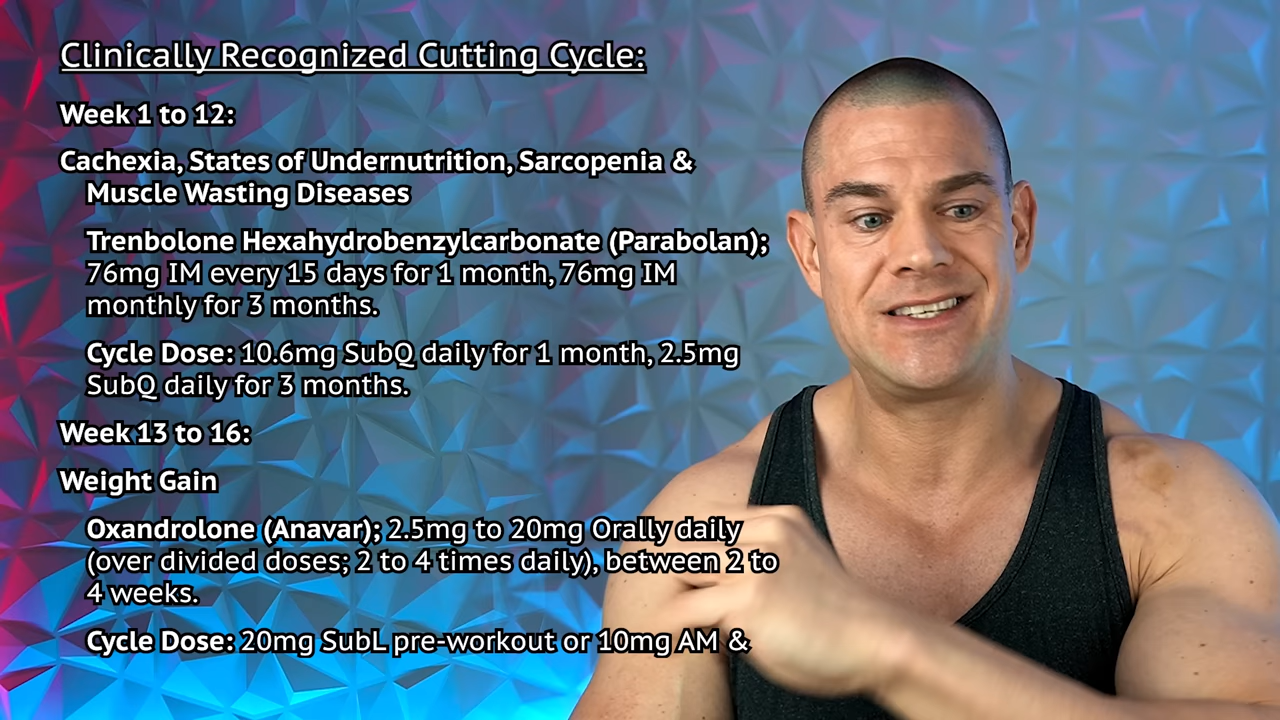 Clinically Recognized Cutting Cycle:
Week 1 to 12:
Cachexia, States of Undernutrition, Sarcopenia &
Muscle Wasting Diseases
Trenbolone Hexahydrobenzylcarbonate (Parabolan);
76mg IM every 15 days for 1 month, 76mg IM
monthly for 3 months.
Cycle Dose: 10.6mg SubQ daily for 1 month, 2.5mg
SubQ daily for 3 months.
Week 13 to 16:
Weight Gain
Oxandrolone (Anavar); 2.5mg to 20mg Orally daily
(over divided doses; 2 to 4 times daily), between 2 to
4 weeks.
Cycle Dose: 20mg SubL pre-workout or 10mg AM &